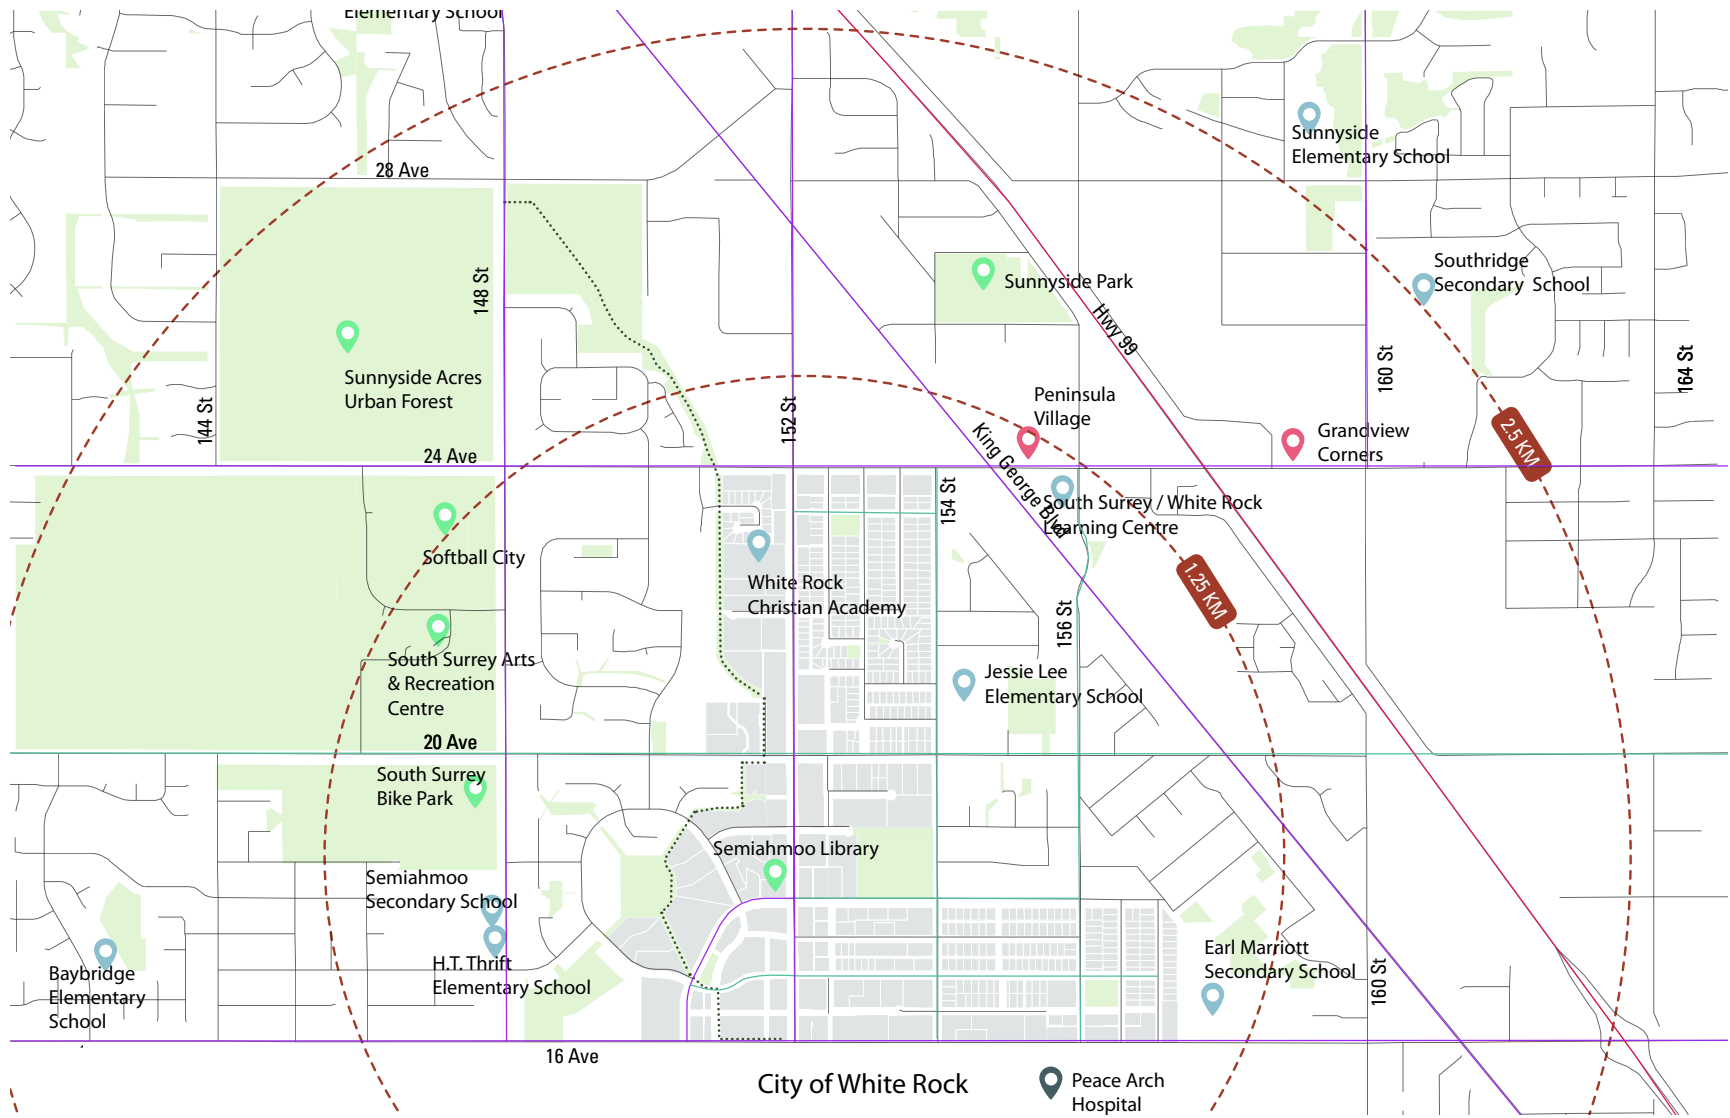 Elementary School
28 Ave
Sunnyside
Elementary School
148 St
Sunnyside Park
Southridge
Secondary School
Hwy 99
Sunnyside Acres
Urban Forest
144 St
152 St
160 St
164 St
Peninsula
Village
Grandview
Corners
2.5 KM
24 Ave
King George Blvd
154 St
South Surrey / White Rock
Learning Centre
Softball City
White Rock
Christian Academy
1.25 KM
156 St
South Surrey Arts
& Recreation
Centre
Jessie Lee
Elementary School
20 Ave
South Surrey
Bike Park
Semiahmoo Library
Semiahmoo
Secondary School
H.T. Thrift
Elementary School
Baybridge
Elementary
School
Earl Marriott
Secondary School
160 St
16 Ave
City of White Rock
Peace Arch
Hospital